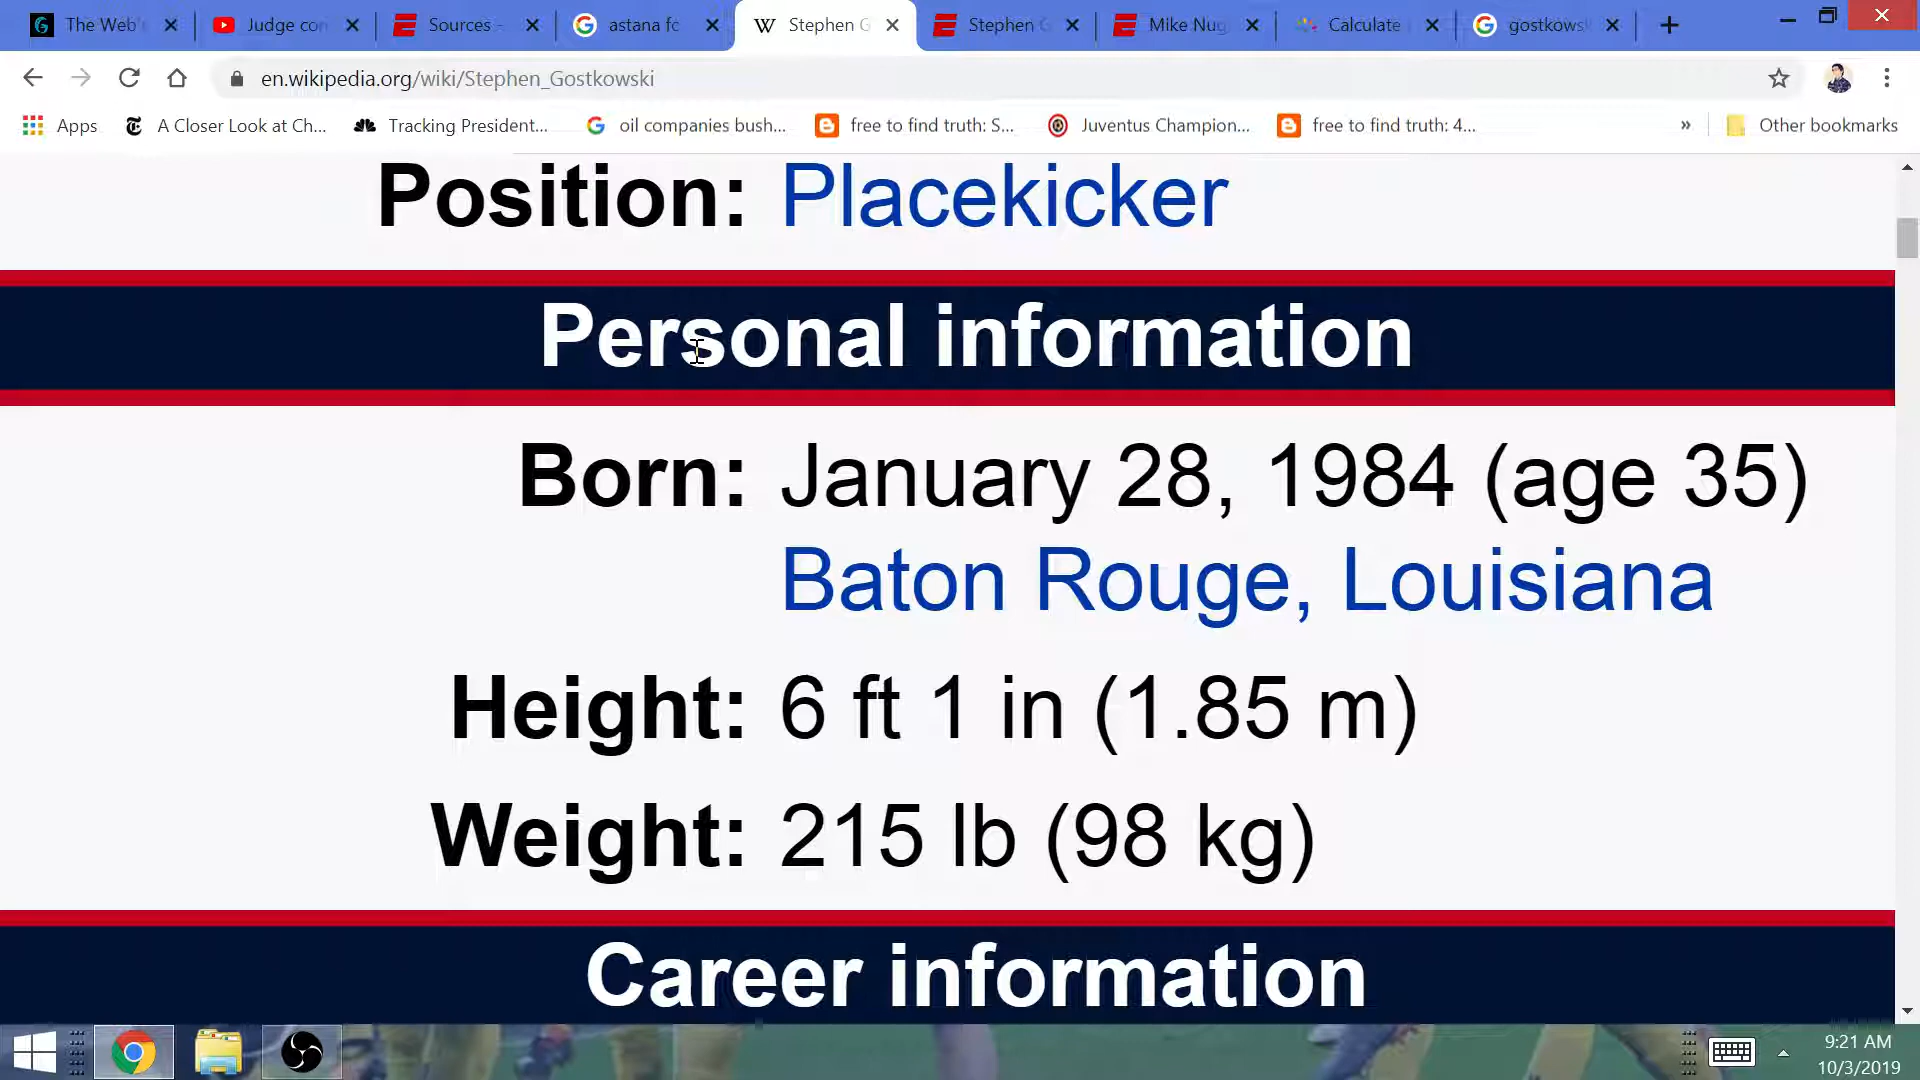 The Web'
Judge con
Sources -
astana fc
Stephen G
Stephen G
Mike Nug
Calculate
gostkowsk
en.wikipedia.org/wiki/Stephen_Gostkowski
Apps
A Closer Look at Ch...
Tracking President...
oil companies bush...
free to find truth: S...
Juventus Champion...
free to find truth: 4...
»
Other bookmarks
Position: Placekicker
Personal information
Born: January 28, 1984 (age 35)
Baton Rouge, Louisiana
Height: 6 ft 1 in (1.85 m)
Weight: 215 lb (98 kg)
Career information
9:21 AM
10/3/2019